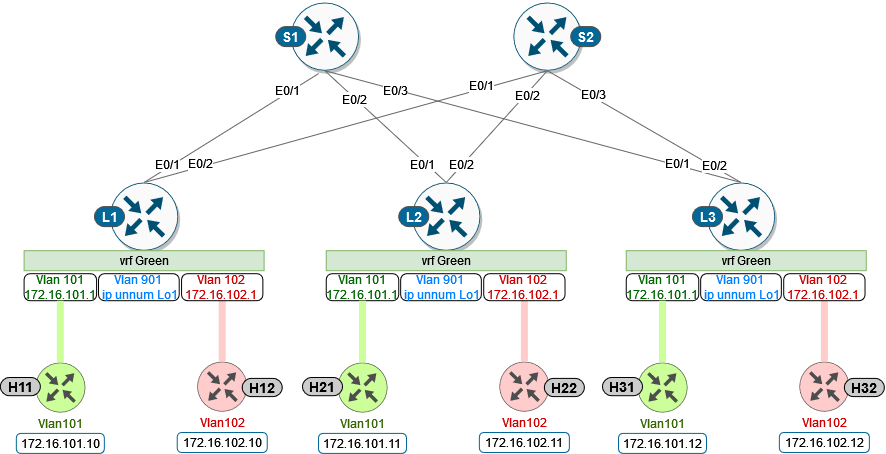 S1
S2
E0/1
E0/2
E0/3
E0/1
E0/2
E0/3
E0/1
E0/2
E0/1
E0/2
E0/1
E0/2
L1
L2
L3
vrf Green
vrf Green
vrf Green
Vlan 101
172.16.101.1
Vlan 901
ip unnum Lo1
Vlan 102
172.16.102.1
Vlan 101
172.16.101.1
Vlan 901
ip unnum Lo1
Vlan 102
172.16.102.1
Vlan 101
172.16.101.1
Vlan 901
ip unnum Lo1
Vlan 102
172.16.102.1
H11
H12
H21
H22
H31
H32
Vlan101
Vlan102
Vlan101
Vlan102
Vlan101
Vlan102
172.16.101.10
172.16.102.10
172.16.101.11
172.16.102.11
172.16.101.12
172.16.102.12